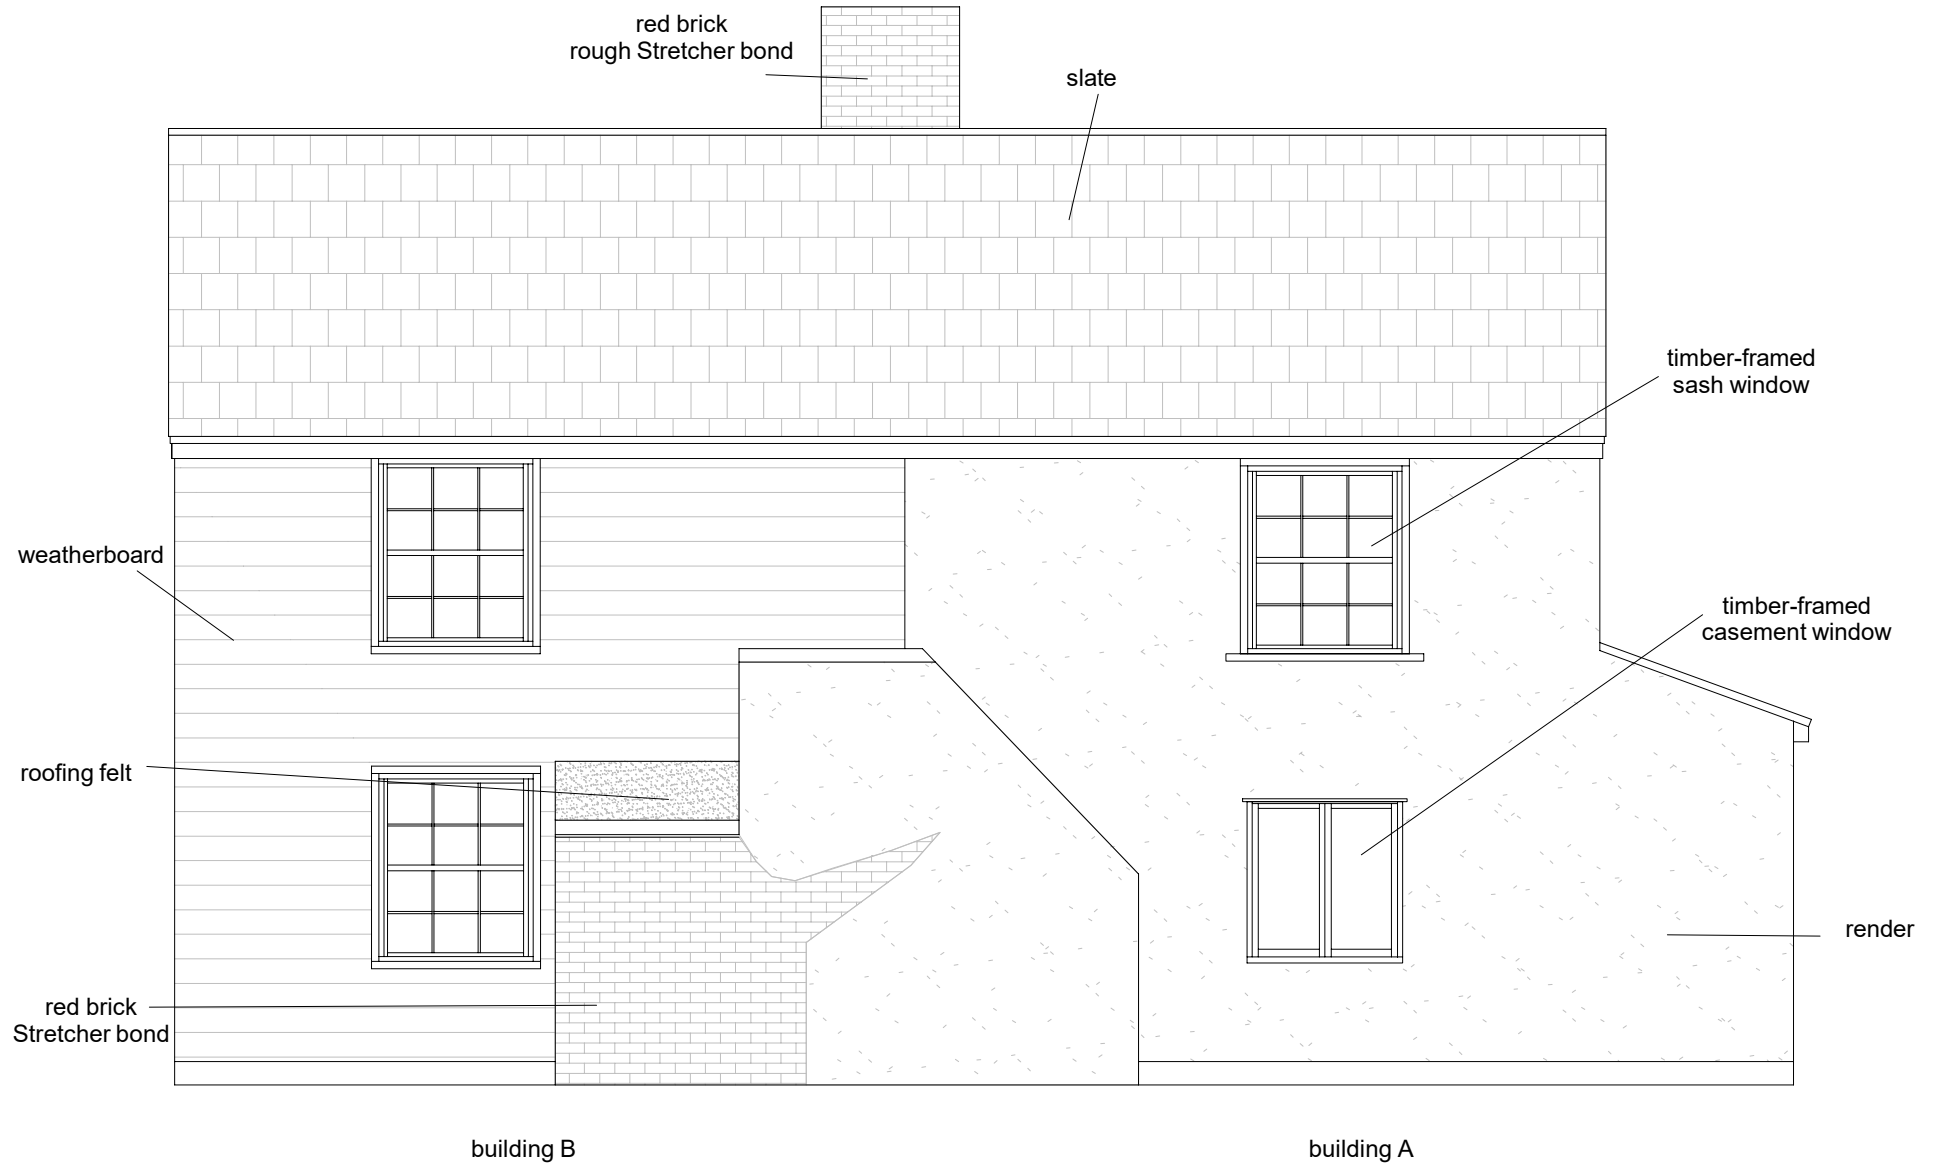 red brick
rough Stretcher bond
slate
timber-framed
sash window
weatherboard
timber-framed
casement window
roofing felt
render
red brick
Stretcher bond
building B
building A